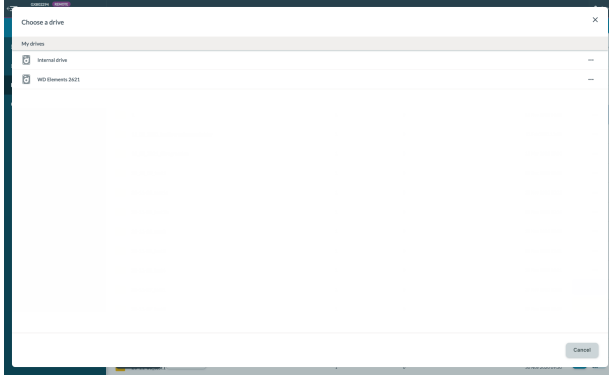 Choose a drive
My drives
Internal drive
WD Elements 2621
Cancel